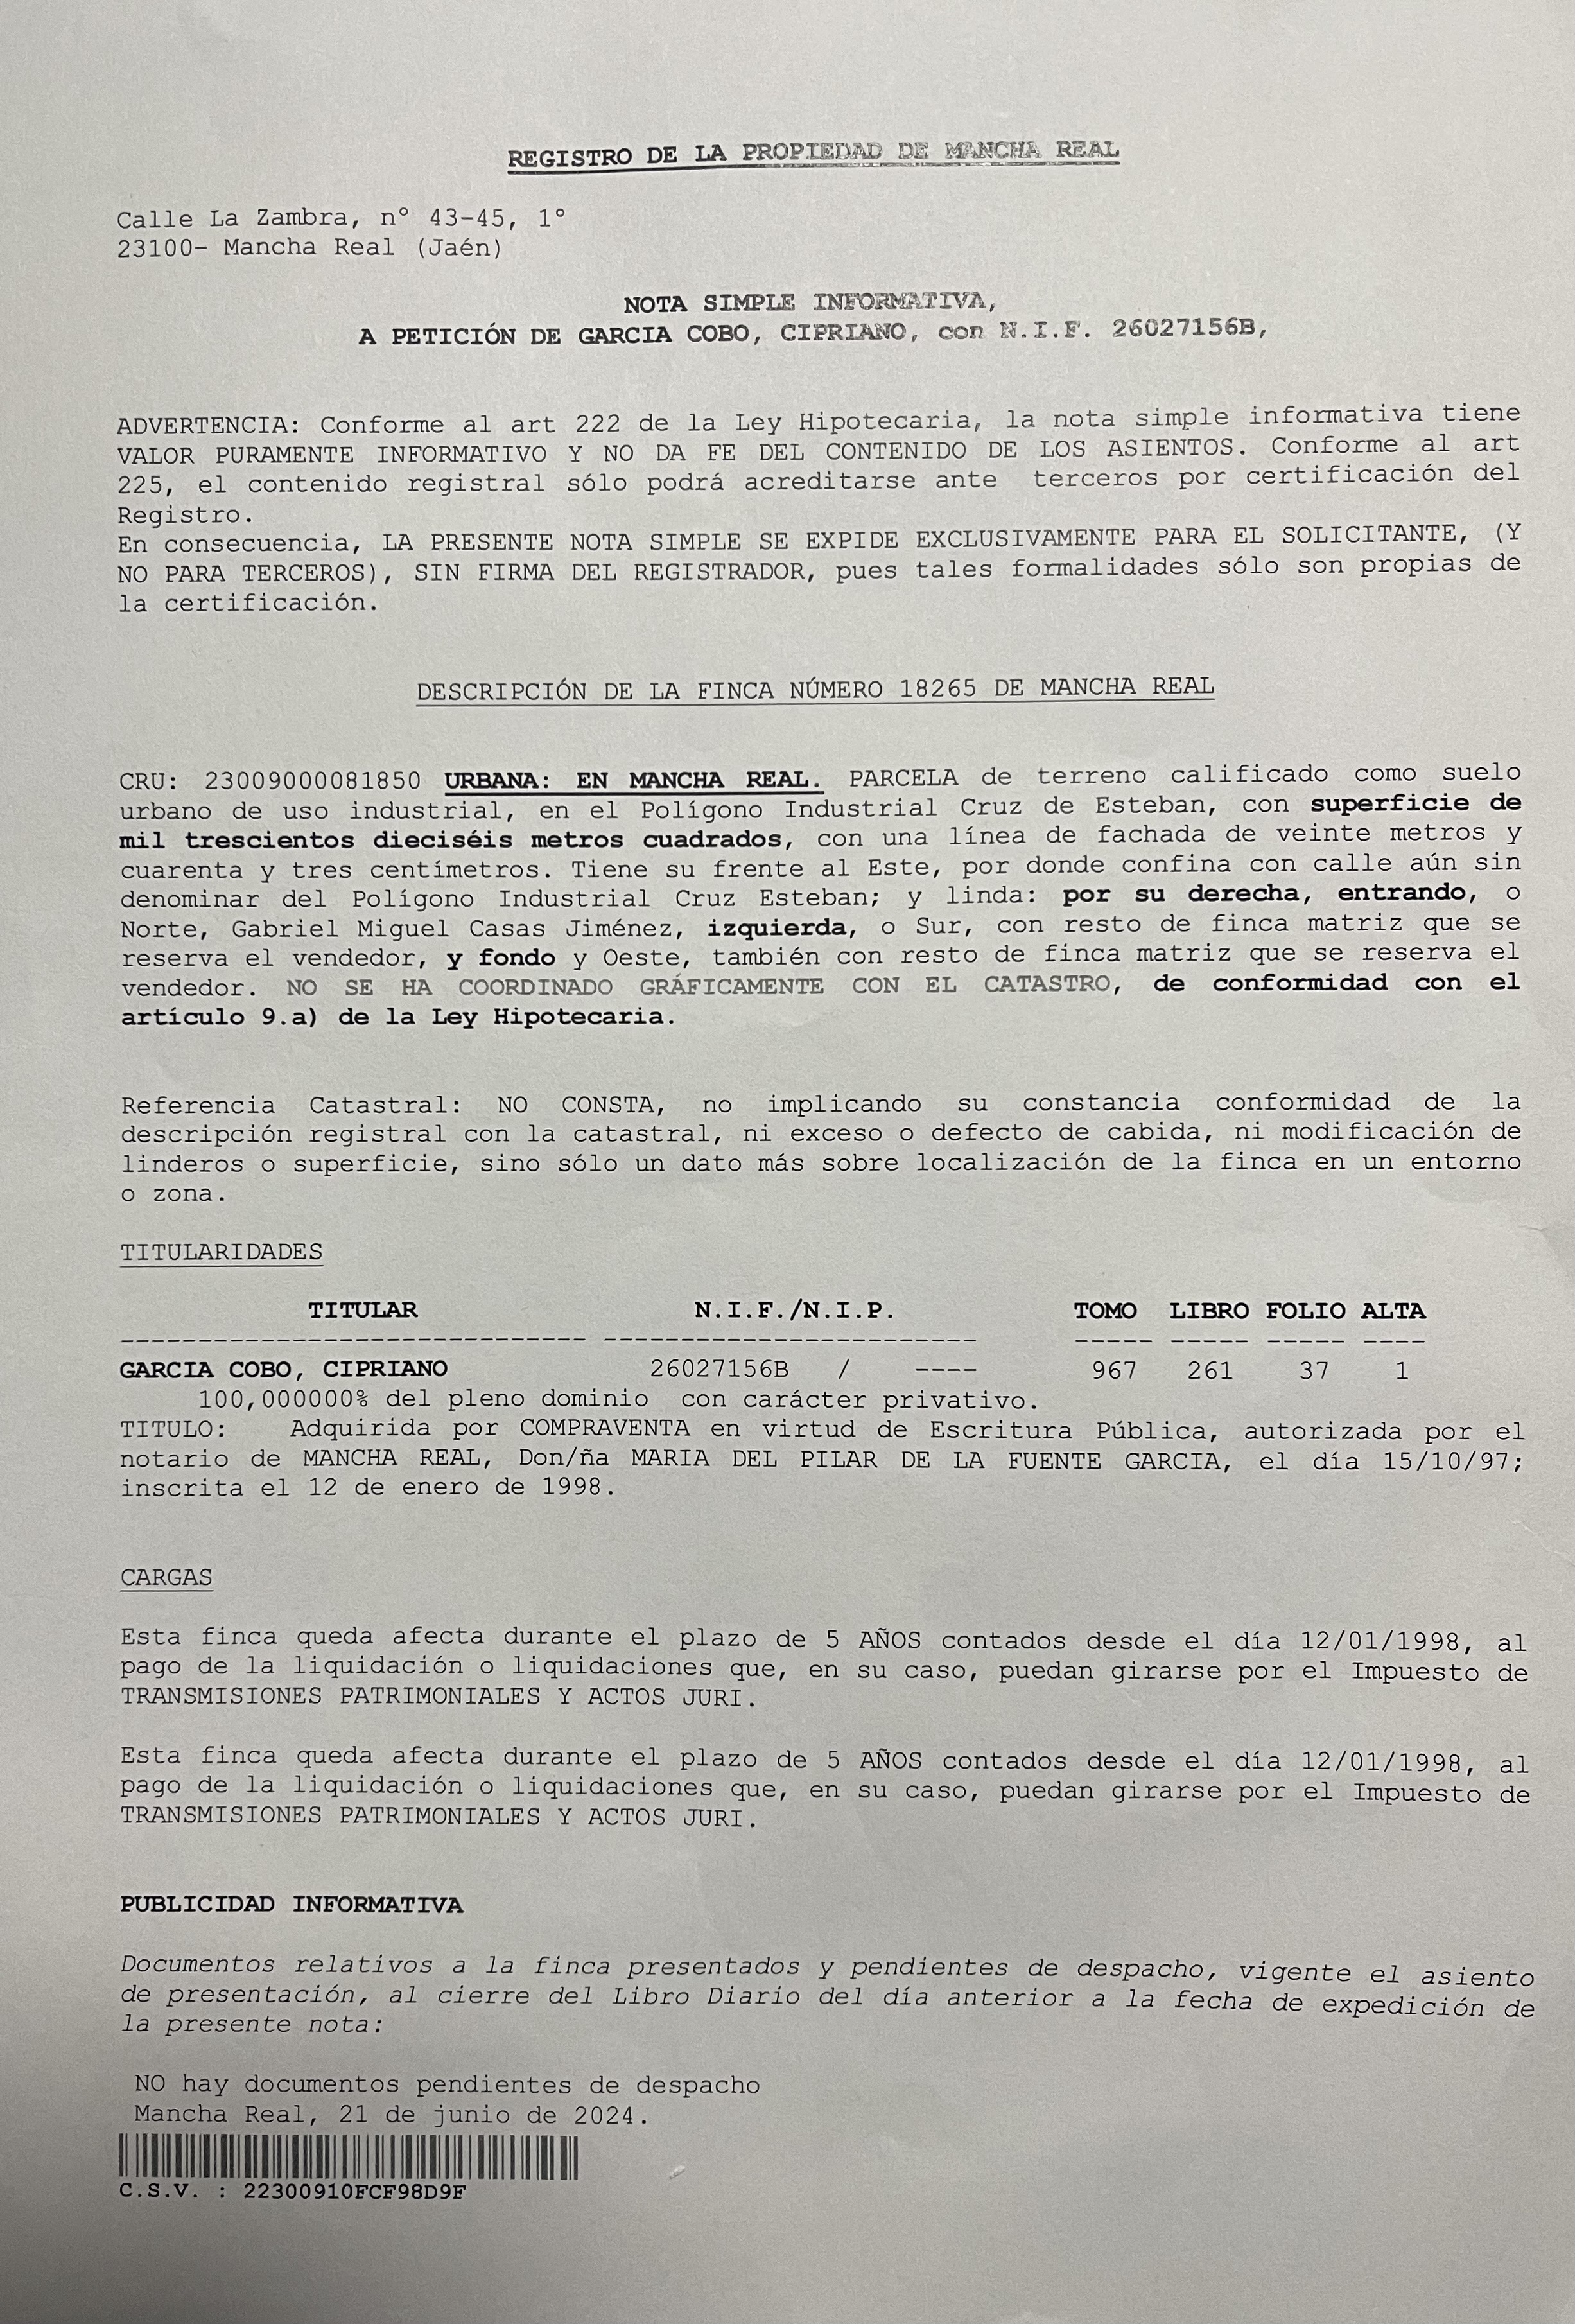 REGISTRO DE LA PROPIEDAD DE MANCHA REAL
Calle La Zambra, nº 43-45, 1º
23100- Mancha Real (Jaén)
NOTA SIMPLE INFORMATIVA,
A PETICIÓN DE GARCIA COBO, CIPRIANO, con N.I.F. 26027156B,
ADVERTENCIA: Conforme al art 222 de la Ley Hipotecaria, la nota simple informativa tiene
VALOR PURAMENTE INFORMATIVO Y NO DA FE DEL CONTENIDO DE LOS ASIENTOS. Conforme al art
225, el contenido registral sólo podrá acreditarse ante terceros por certificación del
Registro.
En consecuencia, LA PRESENTE NOTA SIMPLE SE EXPIDE EXCLUSIVAMENTE PARA EL SOLICITANTE, (Y
NO PARA TERCEROS), SIN FIRMA DEL REGISTRADOR, pues tales formalidades sólo son propias de
la certificación.
DESCRIPCIÓN DE LA FINCA NÚMERO 18265 DE MANCHA REAL
CRU: 23009000081850 URBANA: EN MANCHA REAL. PARCELA de terreno calificado como suelo
urbano de uso industrial, en el Polígono Industrial Cruz de Esteban, con superficie de
mil trescientos dieciséis metros cuadrados, con una línea de fachada de veinte metros y
cuarenta y tres centímetros. Tiene su frente al Este, por donde confina con calle aún sin
denominar del Polígono Industrial Cruz Esteban; y linda: por su derecha, entrando, o
Norte, Gabriel Miguel Casas Jiménez, izquierda, o Sur, con resto de finca matriz que se
reserva el vendedor, y fondo y Oeste, también con resto de finca matriz que se reserva el
vendedor. NO SE HA COORDINADO GRÁFICAMENTE CON EL CATASTRO, de conformidad con el
artículo 9.a) de la Ley Hipotecaria.
Referencia Catastral: NO CONSTA, no implicando su constancia conformidad de la
descripción registral con la catastral, ni exceso o defecto de cabida, ni modificación de
linderos o superficie, sino sólo un dato más sobre localización de la finca en un entorno
o zona.
TITULARIDADES
TITULAR N.I.F./N.I.P. TOMO LIBRO FOLIO ALTA
------------------------------ ------------------------ ----- ----- ----- ----
GARCIA COBO, CIPRIANO 26027156B / ---- 967 261 37 1
100,000000% del pleno dominio con carácter privativo.
TITULO: Adquirida por COMPRAVENTA en virtud de Escritura Pública, autorizada por el
notario de MANCHA REAL, Don/ña MARIA DEL PILAR DE LA FUENTE GARCIA, el día 15/10/97;
inscrita el 12 de enero de 1998.
CARGAS
Esta finca queda afecta durante el plazo de 5 AÑOS contados desde el día 12/01/1998, al
pago de la liquidación o liquidaciones que, en su caso, puedan girarse por el Impuesto de
TRANSMISIONES PATRIMONIALES Y ACTOS JURI.
Esta finca queda afecta durante el plazo de 5 AÑOS contados desde el día 12/01/1998, al
pago de la liquidación o liquidaciones que, en su caso, puedan girarse por el Impuesto de
TRANSMISIONES PATRIMONIALES Y ACTOS JURI.
PUBLICIDAD INFORMATIVA
Documentos relativos a la finca presentados y pendientes de despacho, vigente el asiento
de presentación, al cierre del Libro Diario del día anterior a la fecha de expedición de
la presente nota:
NO hay documentos pendientes de despacho
Mancha Real, 21 de junio de 2024.
C.S.V. : 22300910FCF98D9F